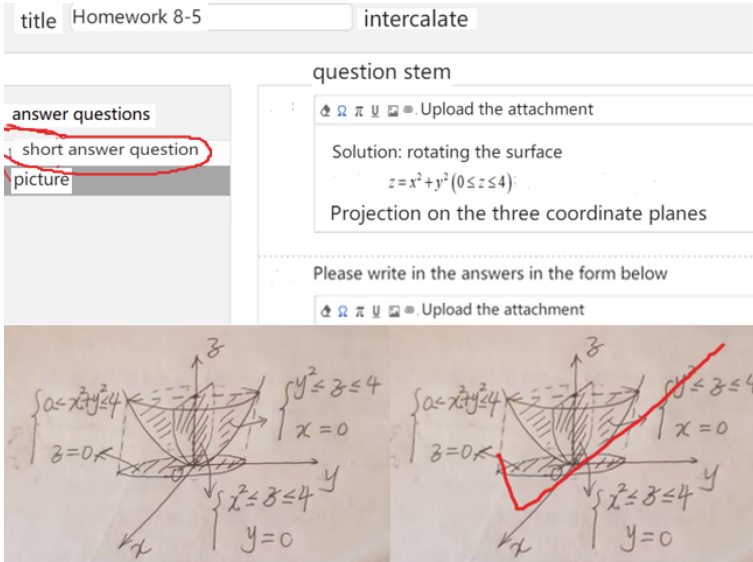 title Homework 8-5 intercalate
question stem
answer questions
Upload the attachment
short answer question
picture
Solution: rotating the surface
z=x²+y²(0≤z≤4)
Projection on the three coordinate planes
Please write in the answers in the form below
Upload the attachment
z
{0≤x²+y²≤4
z=0
{y²≤z≤4
x=0
O
y
{x²≤z≤4
y=0
x
z
{0≤x²+y²≤4
z=0
{y²≤z≤4
x=0
O
y
{x²≤z≤4
y=0
x